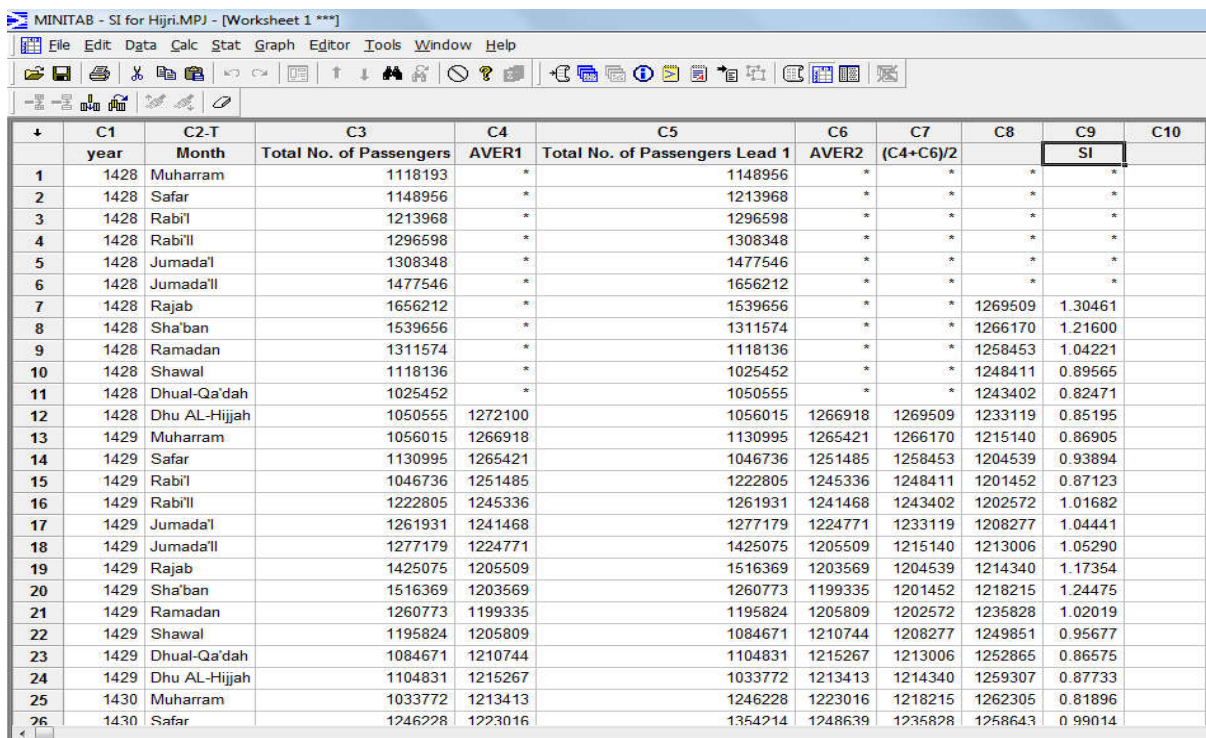 MINITAB - SI for Hijri.MPJ - [Worksheet 1 ***]
File Edit Data Calc Stat Graph Editor Tools Window Help
C1 C2-T C3 C4 C5 C6 C7 C8 C9 C10
year Month Total No. of Passengers AVER1 Total No. of Passengers Lead 1 AVER2 (C4+C6)/2 SI
1 1428 Muharram 1118193 * 1148956 * * * *
2 1428 Safar 1148956 * 1213968 * * * *
3 1428 Rabi'I 1213968 * 1296598 * * * *
4 1428 Rabi'II 1296598 * 1308348 * * * *
5 1428 Jumada'I 1308348 * 1477546 * * * *
6 1428 Jumada'II 1477546 * 1656212 * * * *
7 1428 Rajab 1656212 * 1539656 * * 1269509 1.30461
8 1428 Sha'ban 1539656 * 1311574 * * 1266170 1.21600
9 1428 Ramadan 1311574 * 1118136 * * 1258453 1.04221
10 1428 Shawal 1118136 * 1025452 * * 1248411 0.89565
11 1428 Dhual-Qa'dah 1025452 * 1050555 * * 1243402 0.82471
12 1428 Dhu AL-Hijjah 1050555 1272100 1056015 1266918 1269509 1233119 0.85195
13 1429 Muharram 1056015 1266918 1130995 1265421 1266170 1215140 0.86905
14 1429 Safar 1130995 1265421 1046736 1251485 1258453 1204539 0.93894
15 1429 Rabi'I 1046736 1251485 1222805 1245336 1248411 1201452 0.87123
16 1429 Rabi'II 1222805 1245336 1261931 1241468 1243402 1202572 1.01682
17 1429 Jumada'I 1261931 1241468 1277179 1224771 1233119 1208277 1.04441
18 1429 Jumada'II 1277179 1224771 1425075 1205509 1215140 1213006 1.05290
19 1429 Rajab 1425075 1205509 1516369 1203569 1204539 1214340 1.17354
20 1429 Sha'ban 1516369 1203569 1260773 1199335 1201452 1218215 1.24475
21 1429 Ramadan 1260773 1199335 1195824 1205809 1202572 1235828 1.02019
22 1429 Shawal 1195824 1205809 1084671 1210744 1208277 1249851 0.95677
23 1429 Dhual-Qa'dah 1084671 1210744 1104831 1215267 1213006 1252865 0.86575
24 1429 Dhu AL-Hijjah 1104831 1215267 1033772 1213413 1214340 1259307 0.87733
25 1430 Muharram 1033772 1213413 1246228 1223016 1218215 1262305 0.81896
26 1430 Safar 1246228 1223016 1354214 1248639 1235828 1258643 0.99014